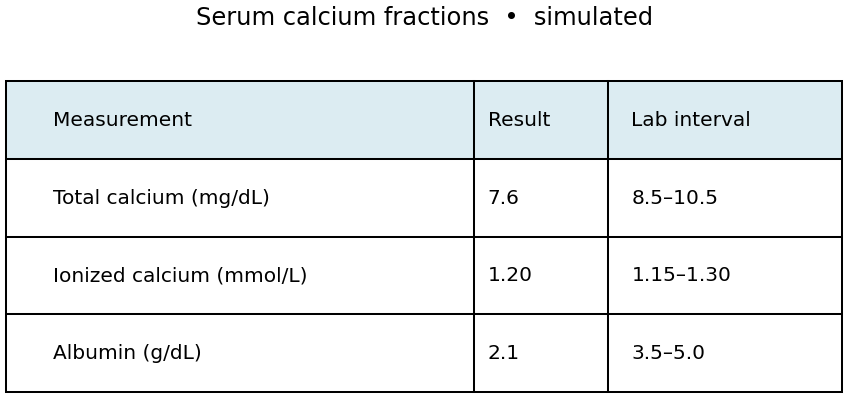 Serum calcium fractions • simulated
Measurement Result Lab interval
Total calcium (mg/dL) 7.6 8.5–10.5
Ionized calcium (mmol/L) 1.20 1.15–1.30
Albumin (g/dL) 2.1 3.5–5.0